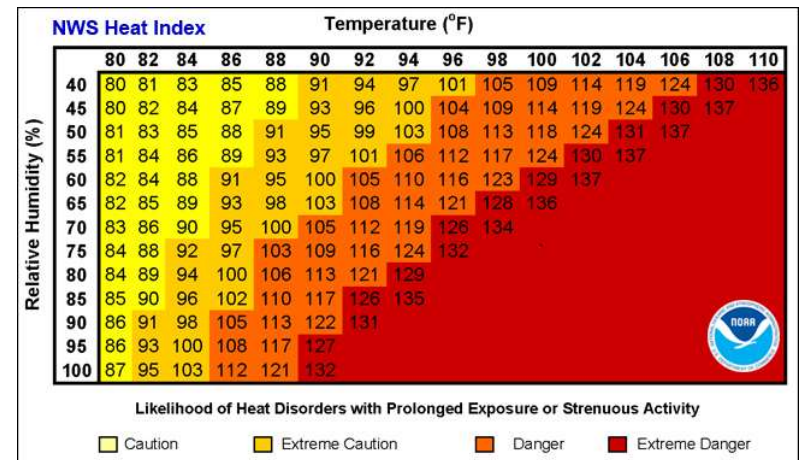 NWS Heat Index
Temperature (°F)
80 82 84 86 88 90 92 94 96 98 100 102 104 106 108 110
Relative Humidity (%)
40 80 81 83 85 88 91 94 97 101 105 109 114 119 124 130 136
45 80 82 84 87 89 93 96 100 104 109 114 119 124 130 137
50 81 83 85 88 91 95 99 103 108 113 118 124 131 137
55 81 84 86 89 93 97 101 106 112 117 124 130 137
60 82 84 88 91 95 100 105 110 116 123 129 137
65 82 85 89 93 98 103 108 114 121 128 136
70 83 86 90 95 100 105 112 119 126 134
75 84 88 92 97 103 109 116 124 132
80 84 89 94 100 106 113 121 129
85 85 90 96 102 110 117 126 135
90 86 91 98 105 113 122 131
95 86 93 100 108 117 127
100 87 95 103 112 121 132
NOAA
Likelihood of Heat Disorders with Prolonged Exposure or Strenuous Activity
Caution Extreme Caution Danger Extreme Danger